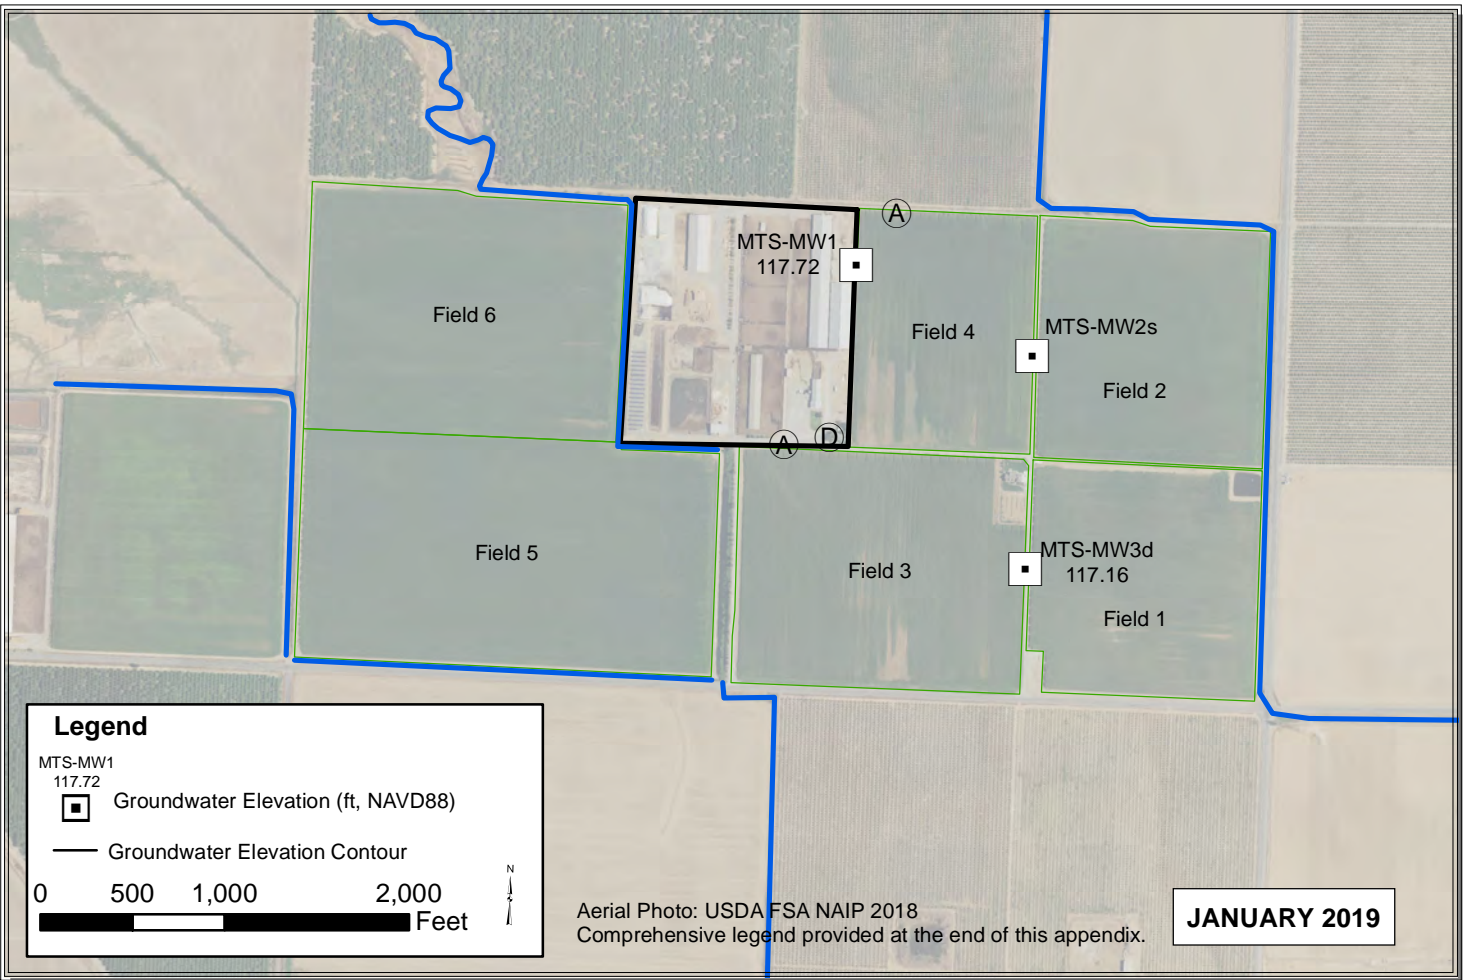 A
MTS-MW1
117.72
MTS-MW2s
Field 6
Field 4
Field 2
A
D
MTS-MW3d
117.16
Field 5
Field 3
Field 1
Legend
MTS-MW1
117.72
Groundwater Elevation (ft, NAVD88)
Groundwater Elevation Contour
N
0 500 1,000 2,000
Feet
Aerial Photo: USDA FSA NAIP 2018
Comprehensive legend provided at the end of this appendix.
JANUARY 2019